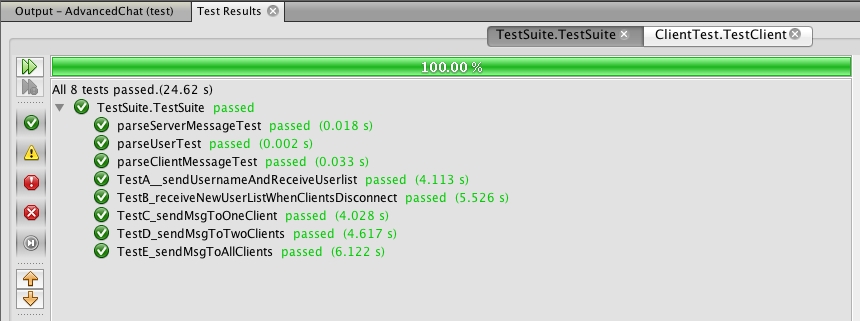 Output – AdvancedChat (test) Test Results
TestSuite.TestSuite ClientTest.TestClient
100.00 %
All 8 tests passed.(24.62 s)
TestSuite.TestSuite passed
parseServerMessageTest passed (0.018 s)
parseUserTest passed (0.002 s)
parseClientMessageTest passed (0.033 s)
TestA__sendUsernameAndReceiveUserlist passed (4.113 s)
TestB_receiveNewUserListWhenClientsDisconnect passed (5.526 s)
TestC_sendMsgToOneClient passed (4.028 s)
TestD_sendMsgToTwoClients passed (4.617 s)
TestE_sendMsgToAllClients passed (6.122 s)